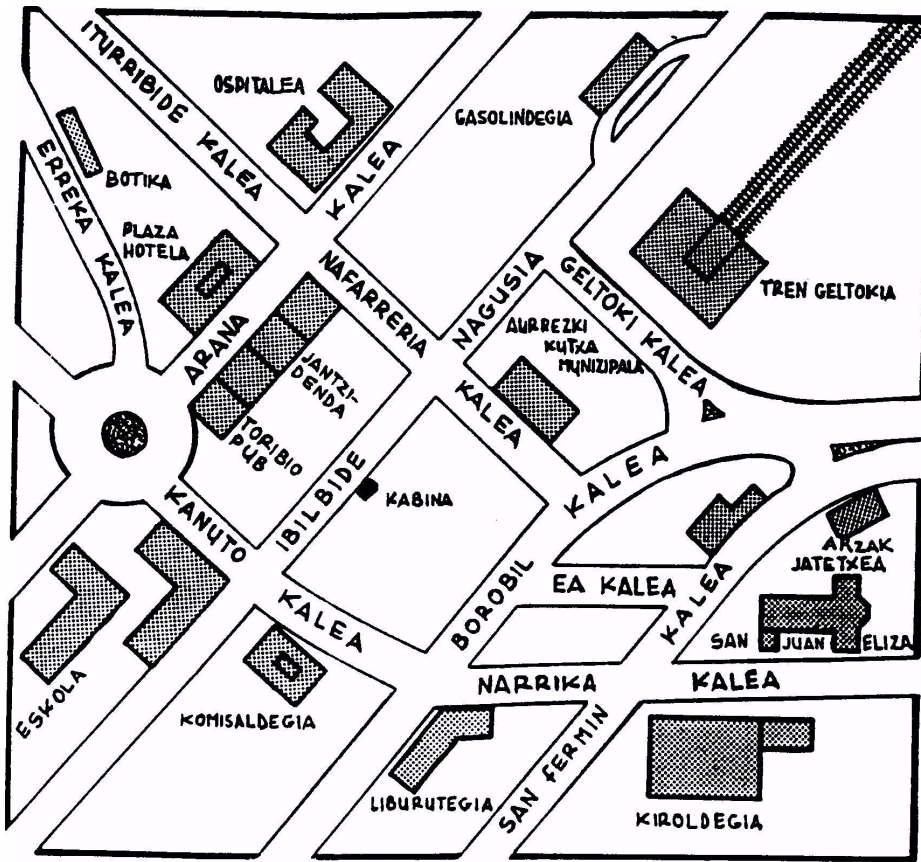 ITURRIBIDE KALEA
OSPITALEA
KALEA
GASOLINDEGIA
ERREKA KALEA
BOTIKA
PLAZA
HOTELA
ARANA
NAFARRERIA
KALEA
NAGUSIA
GELTOKI KALEA
TREN GELTOKIA
AURREZKI
KUTXA
MUNIZIPALA
JANTZI-
DENDA
TORIBIO
PUB
IBILBIDE
KABINA
KANUTO
KALEA
BOROBIL
KALEA
EA KALEA
KALEA
ARZAK
JATETXEA
SAN JUAN ELIZA
ESKOLA
KOMISALDEGIA
NARRIKA KALEA
LIBURUTEGIA
SAN FERMIN
KIROLDEGIA